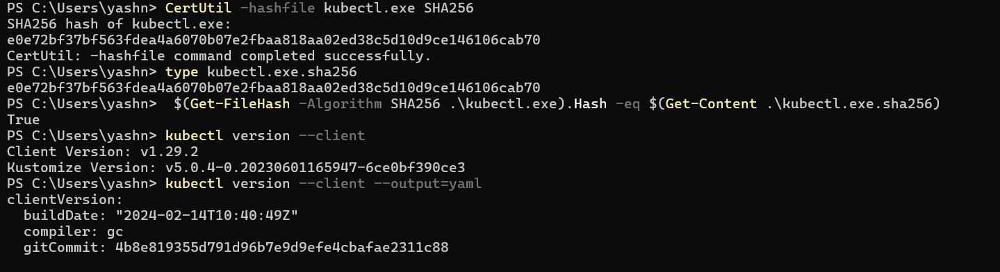 PS C:\Users\yashn> CertUtil -hashfile kubectl.exe SHA256
SHA256 hash of kubectl.exe:
e0e72bf37bf563fdea4a6070b07e2fbaa818aa02ed38c5d10d9ce146106cab70
CertUtil: -hashfile command completed successfully.
PS C:\Users\yashn> type kubectl.exe.sha256
e0e72bf37bf563fdea4a6070b07e2fbaa818aa02ed38c5d10d9ce146106cab70
PS C:\Users\yashn>  $(Get-FileHash -Algorithm SHA256 .\kubectl.exe).Hash -eq $(Get-Content .\kubectl.exe.sha256)
True
PS C:\Users\yashn> kubectl version --client
Client Version: v1.29.2
Kustomize Version: v5.0.4-0.20230601165947-6ce0bf390ce3
PS C:\Users\yashn> kubectl version --client --output=yaml
clientVersion:
  buildDate: "2024-02-14T10:40:49Z"
  compiler: gc
  gitCommit: 4b8e819355d791d96b7e9d9efe4cbafae2311c88